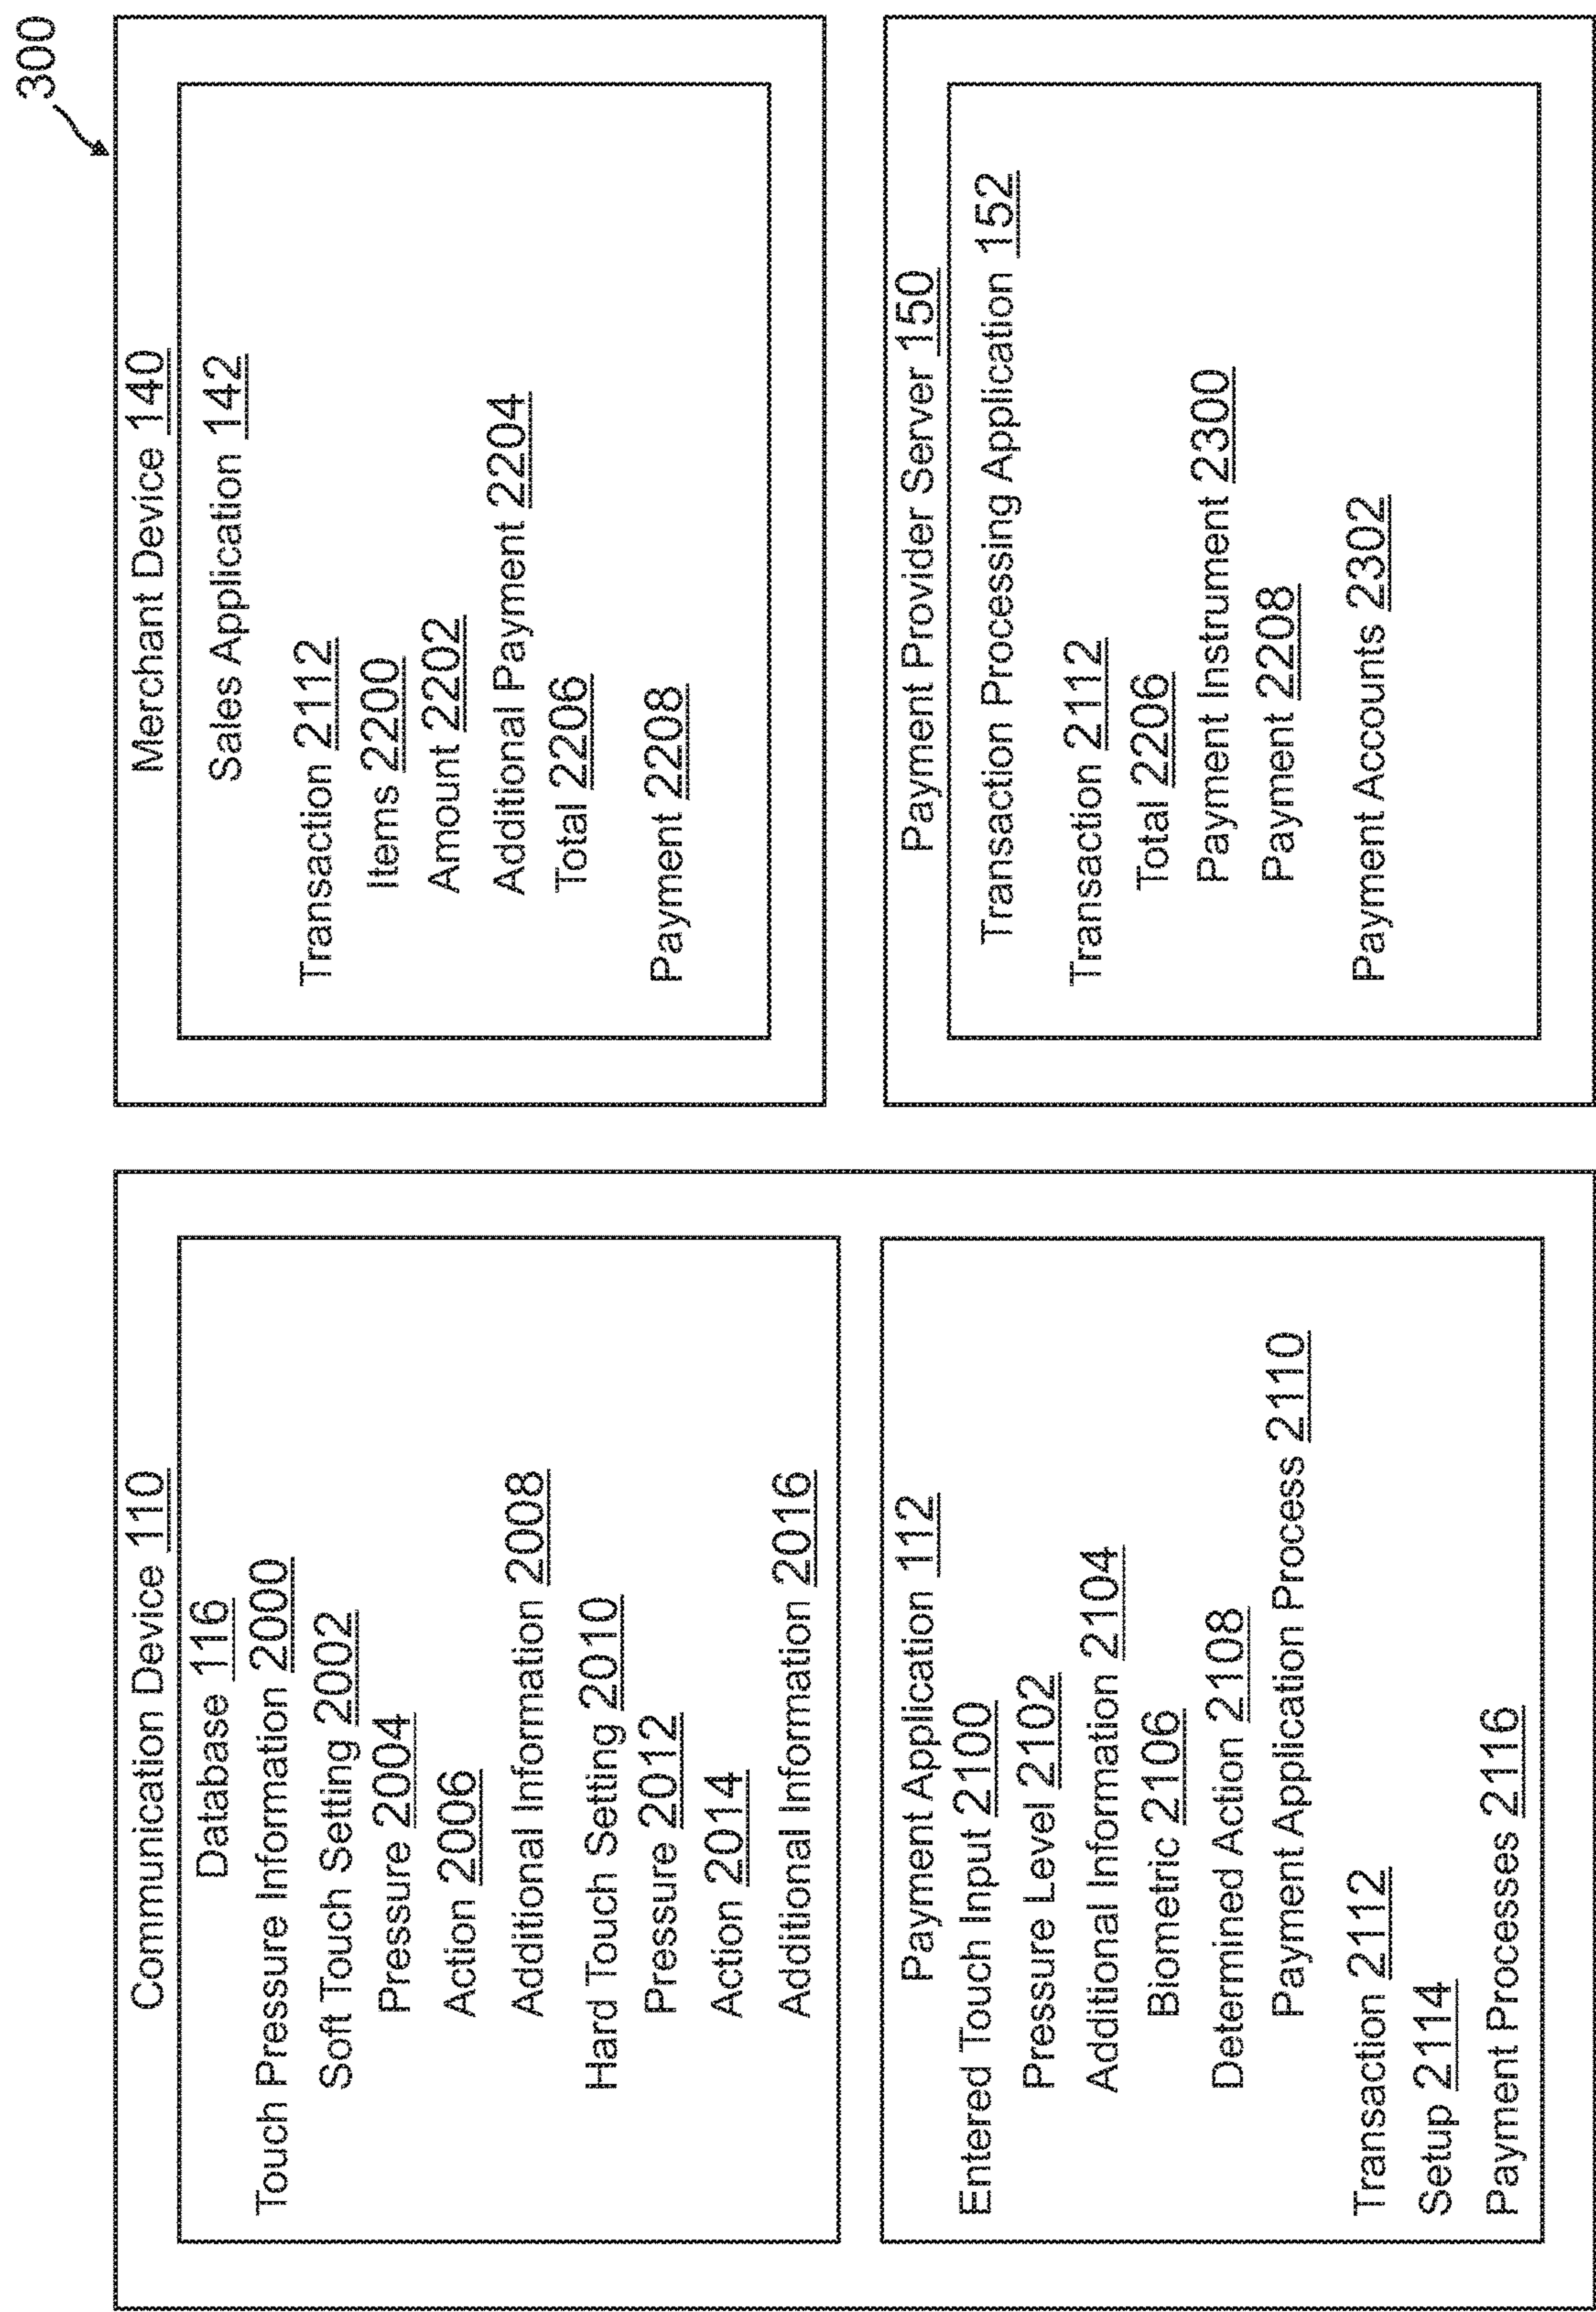 300
Communication Device 110
Database 116
Touch Pressure Information 2000
Soft Touch Setting 2002
Pressure 2004
Action 2006
Additional Information 2008
Hard Touch Setting 2010
Pressure 2012
Action 2014
Additional Information 2016
Payment Application 112
Entered Touch Input 2100
Pressure Level 2102
Additional Information 2104
Biometric 2106
Determined Action 2108
Payment Application Process 2110
Transaction 2112
Setup 2114
Payment Processes 2116
Merchant Device 140
Sales Application 142
Transaction 2112
Items 2200
Amount 2202
Additional Payment 2204
Total 2206
Payment 2208
Payment Provider Server 150
Transaction Processing Application 152
Transaction 2112
Total 2206
Payment Instrument 2300
Payment 2208
Payment Accounts 2302